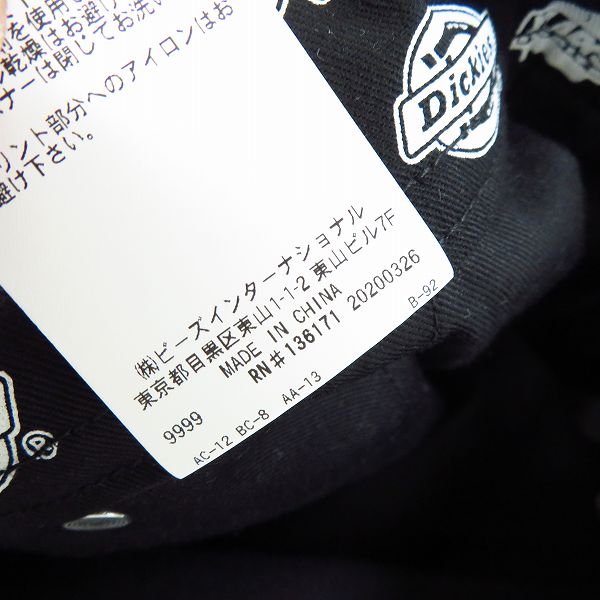 を使用
乾燥はお避け
ナーは閉じてお洗い
リント部分へのアイロンはお
避け下さい。
㈱ビーズインターナショナル
東京都目黒区東山1-1-2 東山ビル7F
MADE IN CHINA
RN#136171 20200326
9999
B-92
AC-12 BC-8 AA-13
Dickies
®